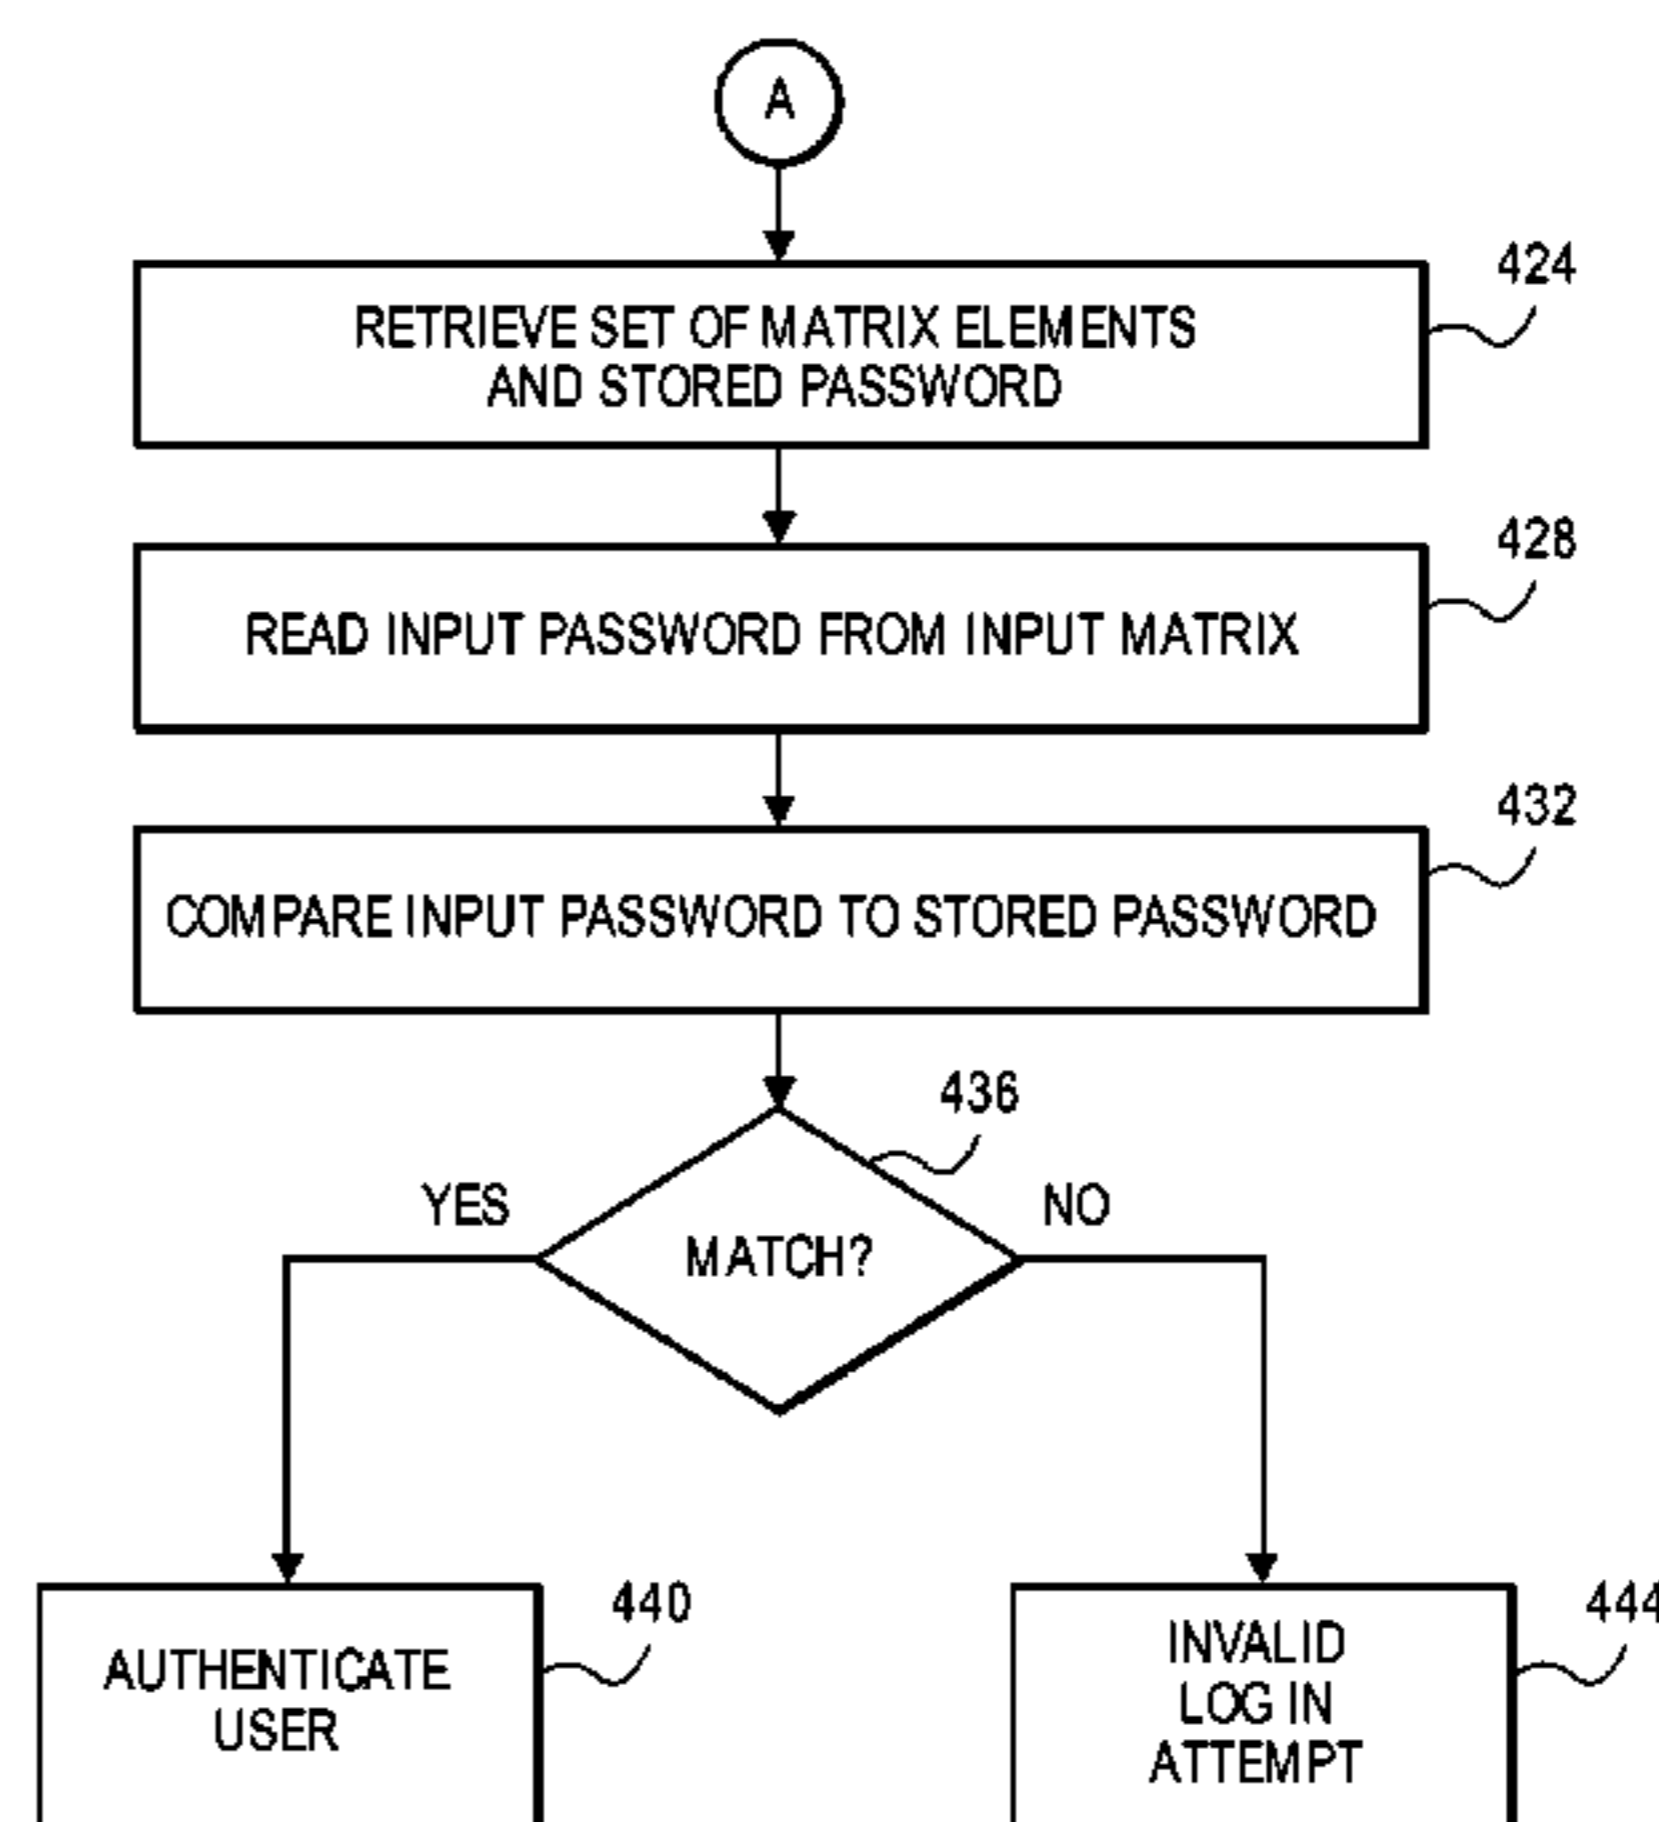 A
424
RETRIEVE SET OF MATRIX ELEMENTS
AND STORED PASSWORD
428
READ INPUT PASSWORD FROM INPUT MATRIX
432
COMPARE INPUT PASSWORD TO STORED PASSWORD
436
YES
NO
MATCH?
440
AUTHENTICATE
USER
444
INVALID
LOG IN
ATTEMPT